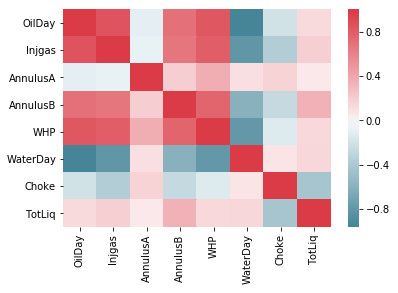 OilDay
Injgas
AnnulusA
AnnulusB
WHP
WaterDay
Choke
TotLiq
OilDay
Injgas
AnnulusA
AnnulusB
WHP
WaterDay
Choke
TotLiq
0.8
0.4
0.0
−0.4
−0.8